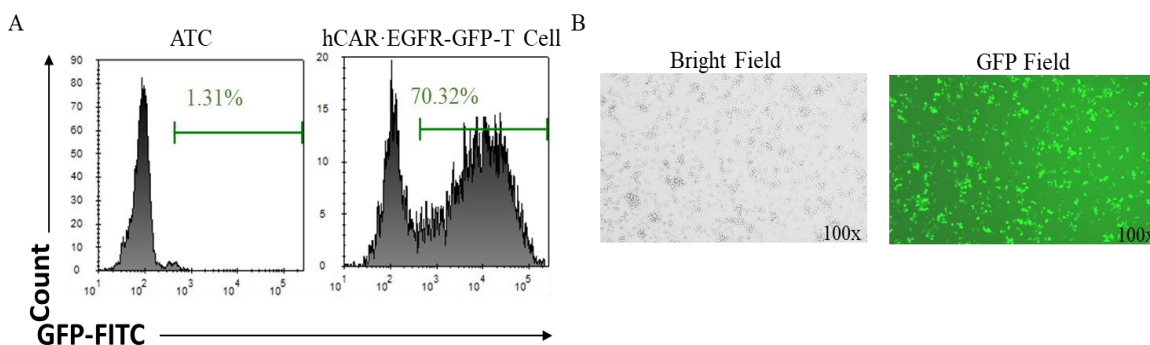 A
B
ATC
hCAR·EGFR-GFP-T Cell
Bright Field
GFP Field
90
80
70
60
50
40
30
20
10
0
1.31%
10¹ 10² 10³ 10⁴ 10⁵
20
15
10
5
0
70.32%
10¹ 10² 10³ 10⁴ 10⁵
Count
GFP-FITC
100x
100x